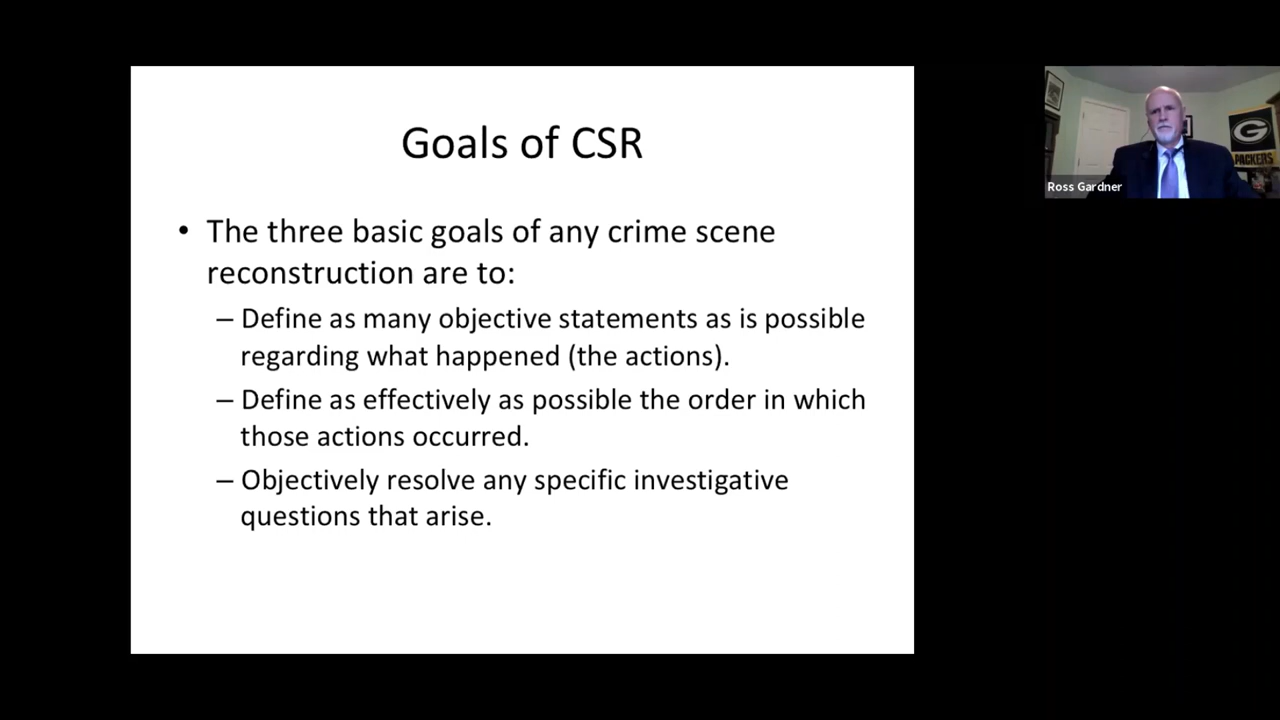 Goals of CSR
• The three basic goals of any crime scene
reconstruction are to:
– Define as many objective statements as is possible
regarding what happened (the actions).
– Define as effectively as possible the order in which
those actions occurred.
– Objectively resolve any specific investigative
questions that arise.
G
PACKERS
Ross Gardner